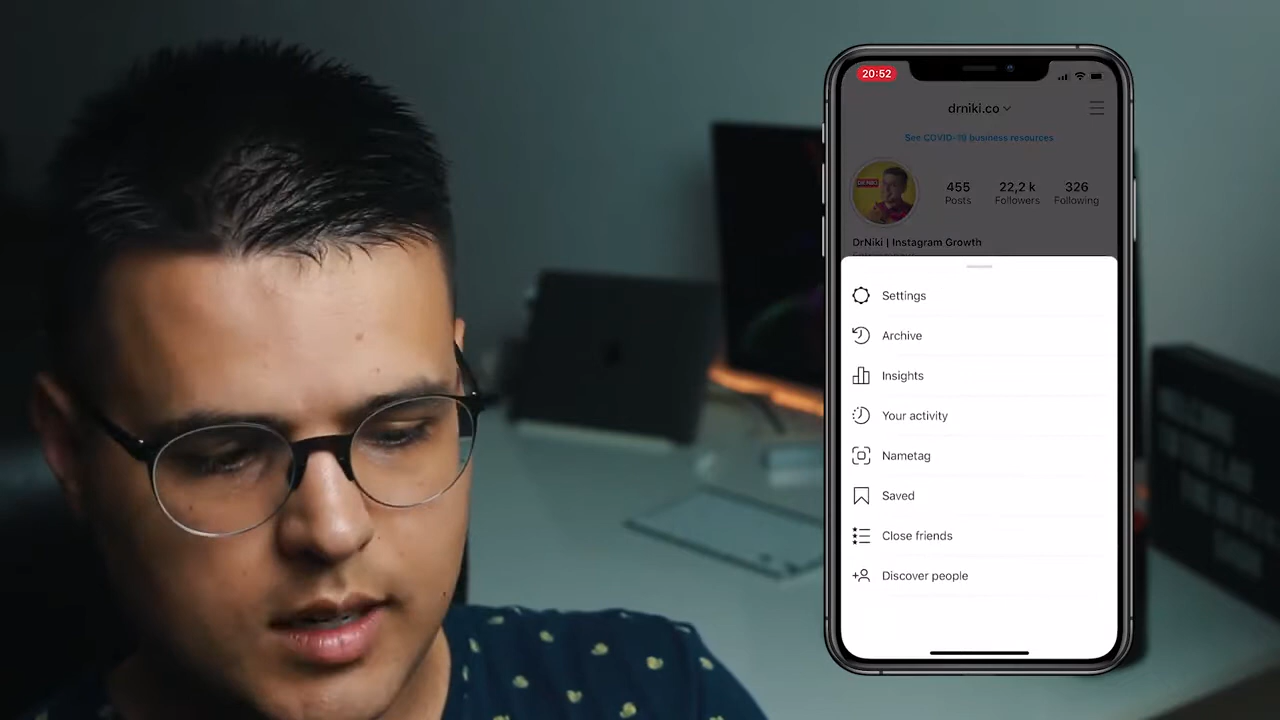 20:52
drniki.co
See COVID-19 business resources
455
22,2 k
326
Posts
Followers
Following
DrNiki | Instagram Growth
Settings
Archive
Insights
Your activity
Nametag
Saved
Close friends
Discover people